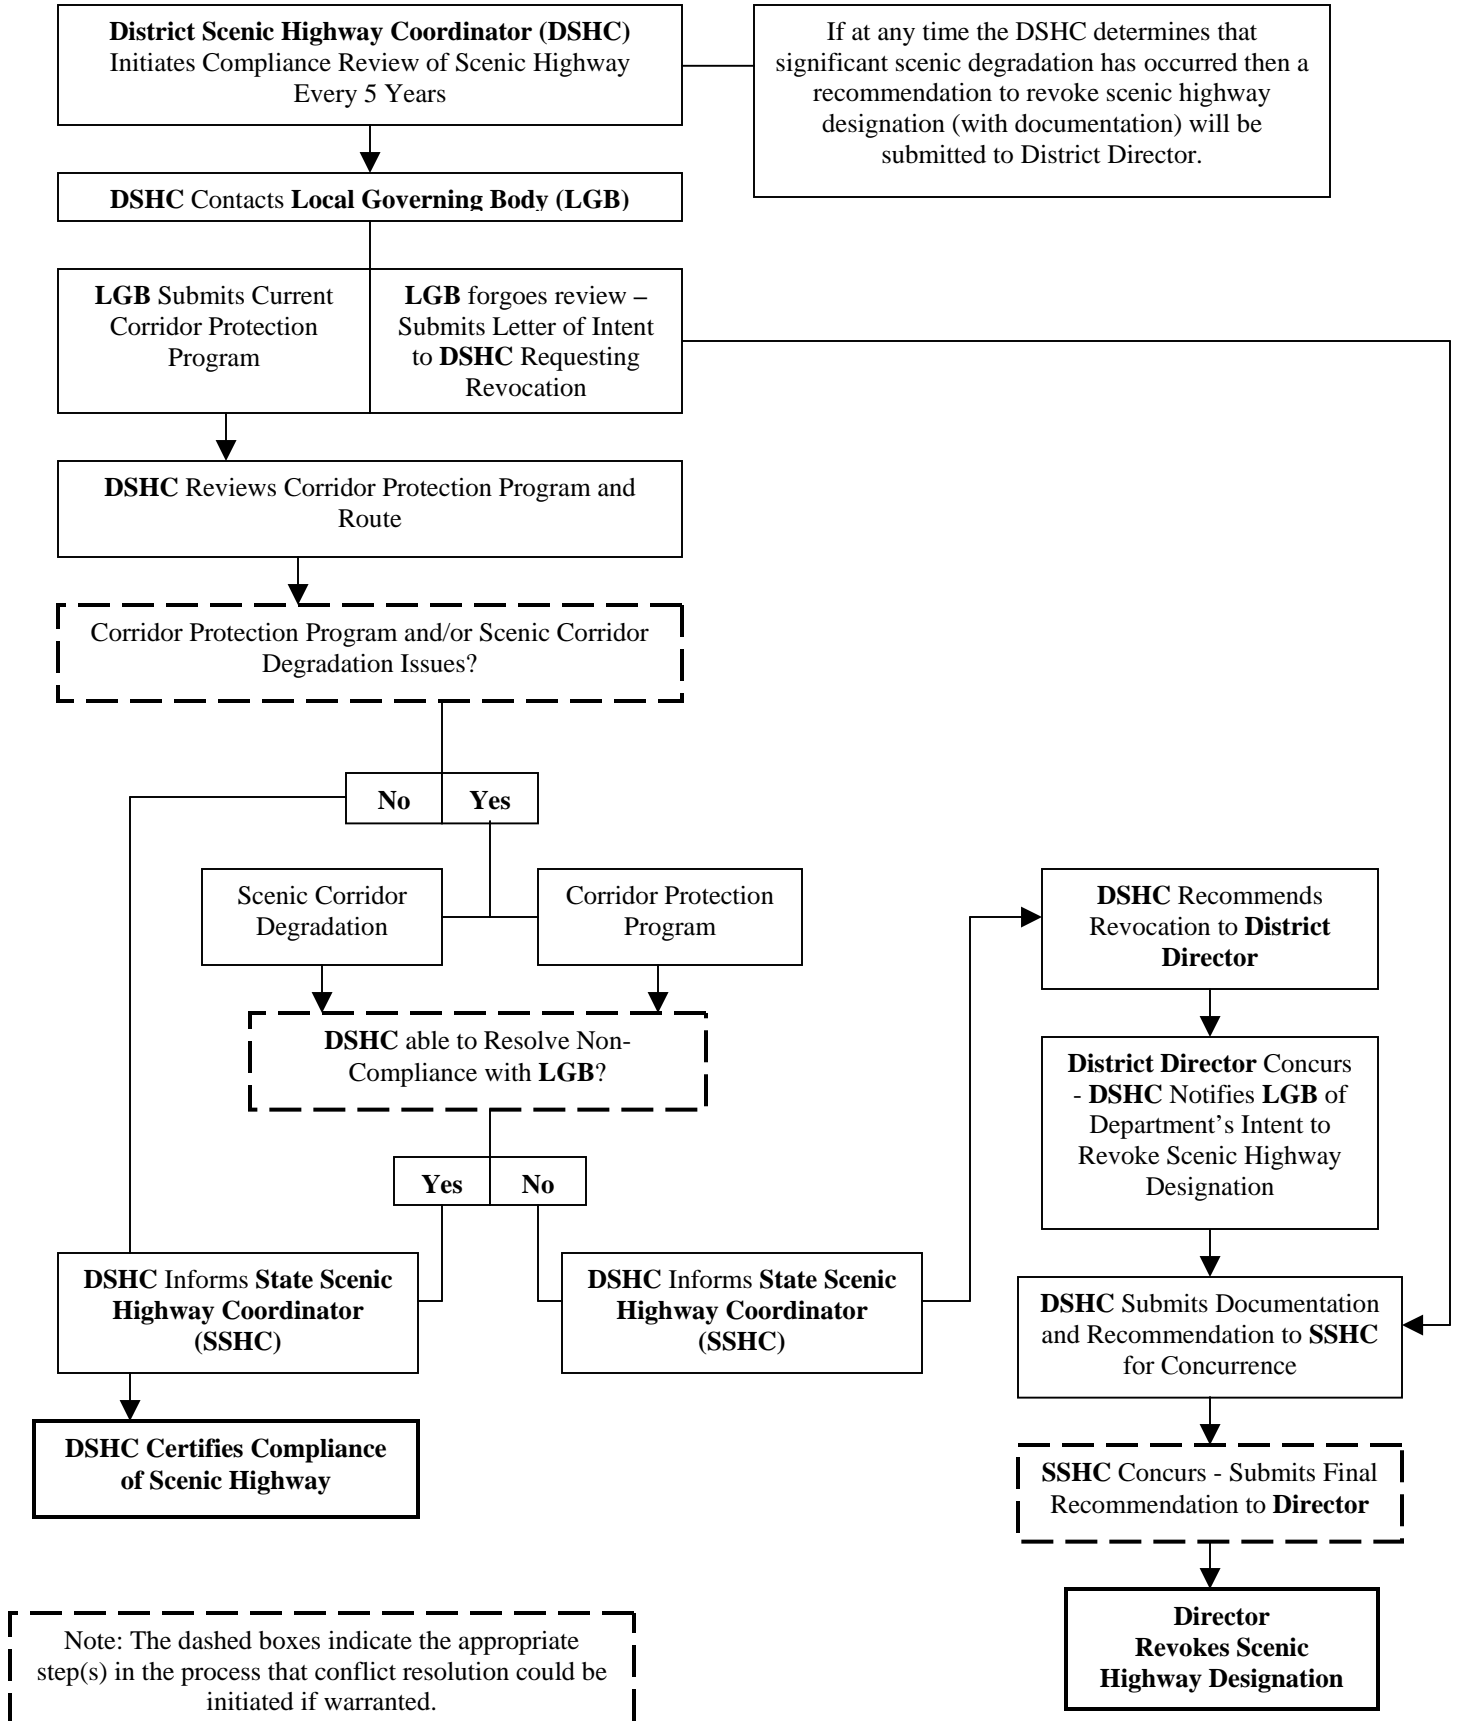 District Scenic Highway Coordinator (DSHC)
Initiates Compliance Review of Scenic Highway
Every 5 Years
If at any time the DSHC determines that
significant scenic degradation has occurred then a
recommendation to revoke scenic highway
designation (with documentation) will be
submitted to District Director.
DSHC Contacts Local Governing Body (LGB)
LGB Submits Current
Corridor Protection
Program
LGB forgoes review –
Submits Letter of Intent
to DSHC Requesting
Revocation
DSHC Reviews Corridor Protection Program and
Route
Corridor Protection Program and/or Scenic Corridor
Degradation Issues?
No
Yes
Scenic Corridor
Degradation
Corridor Protection
Program
DSHC able to Resolve Non-
Compliance with LGB?
Yes
No
DSHC Informs State Scenic
Highway Coordinator
(SSHC)
DSHC Informs State Scenic
Highway Coordinator
(SSHC)
DSHC Certifies Compliance
of Scenic Highway
DSHC Recommends
Revocation to District
Director
District Director Concurs
- DSHC Notifies LGB of
Department’s Intent to
Revoke Scenic Highway
Designation
DSHC Submits Documentation
and Recommendation to SSHC
for Concurrence
SSHC Concurs - Submits Final
Recommendation to Director
Director
Revokes Scenic
Highway Designation
Note: The dashed boxes indicate the appropriate
step(s) in the process that conflict resolution could be
initiated if warranted.